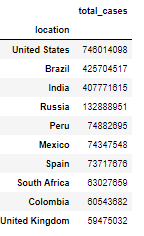 total_cases
location
United States 746014098
Brazil 425704517
India 407771615
Russia 132888951
Peru 74882695
Mexico 74347548
Spain 73717676
South Africa 63027659
Colombia 60543682
United Kingdom 59475032